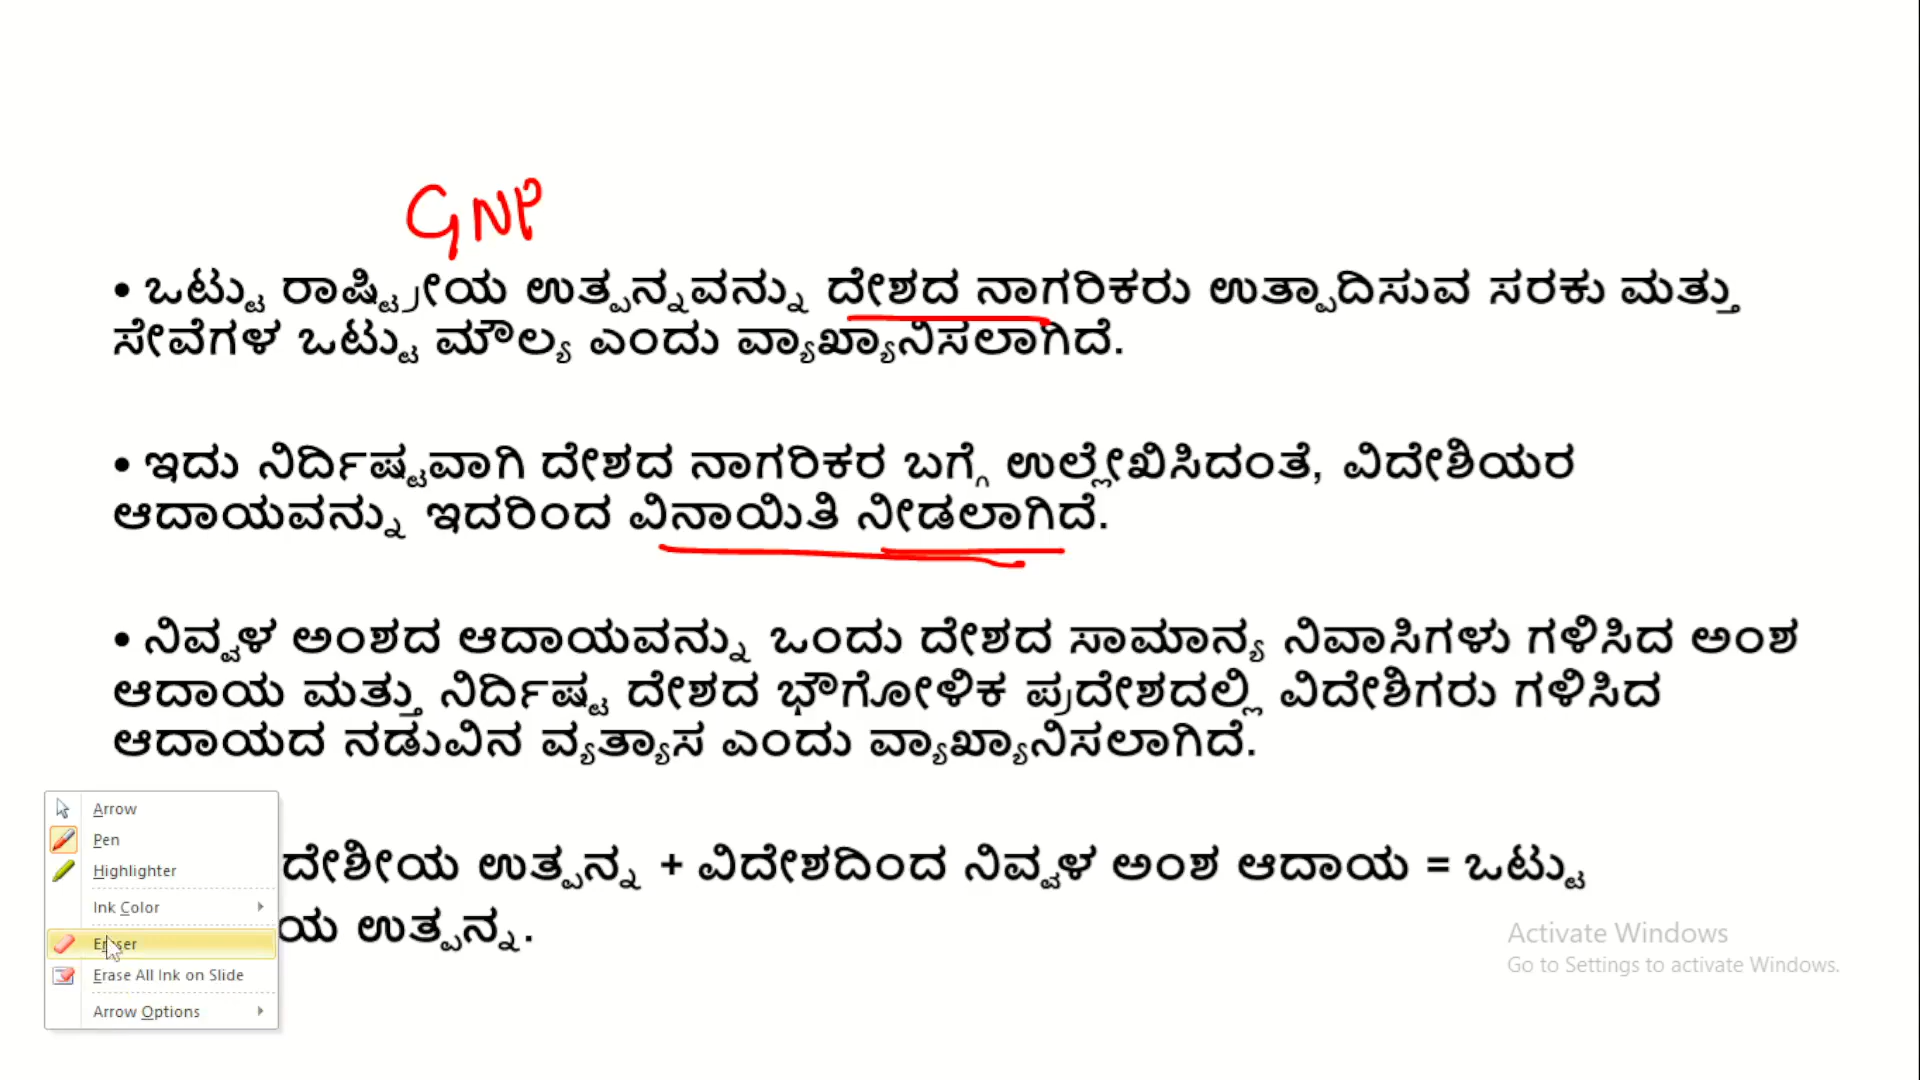 GNP
• ಒಟ್ಟು ರಾಷ್ಟ್ರೀಯ ಉತ್ಪನ್ನವನ್ನು ದೇಶದ ನಾಗರಿಕರು ಉತ್ಪಾದಿಸುವ ಸರಕು ಮತ್ತು
ಸೇವೆಗಳ ಒಟ್ಟು ಮೌಲ್ಯ ಎಂದು ವ್ಯಾಖ್ಯಾನಿಸಲಾಗಿದೆ.
• ಇದು ನಿರ್ದಿಷ್ಟವಾಗಿ ದೇಶದ ನಾಗರಿಕರ ಬಗ್ಗೆ ಉಲ್ಲೇಖಿಸಿದಂತೆ, ವಿದೇಶಿಯರ
ಆದಾಯವನ್ನು ಇದರಿಂದ ವಿನಾಯಿತಿ ನೀಡಲಾಗಿದೆ.
• ನಿವ್ವಳ ಅಂಶದ ಆದಾಯವನ್ನು ಒಂದು ದೇಶದ ಸಾಮಾನ್ಯ ನಿವಾಸಿಗಳು ಗಳಿಸಿದ ಅಂಶ
ಆದಾಯ ಮತ್ತು ನಿರ್ದಿಷ್ಟ ದೇಶದ ಭೌಗೋಳಿಕ ಪ್ರದೇಶದಲ್ಲಿ ವಿದೇಶಿಗರು ಗಳಿಸಿದ
ಆದಾಯದ ನಡುವಿನ ವ್ಯತ್ಯಾಸ ಎಂದು ವ್ಯಾಖ್ಯಾನಿಸಲಾಗಿದೆ.
ದೇಶೀಯ ಉತ್ಪನ್ನ + ವಿದೇಶದಿಂದ ನಿವ್ವಳ ಅಂಶ ಆದಾಯ = ಒಟ್ಟು
ಯ ಉತ್ಪನ್ನ.
Arrow
Pen
Highlighter
Ink Color
Eraser
Erase All Ink on Slide
Arrow Options
Activate Windows
Go to Settings to activate Windows.